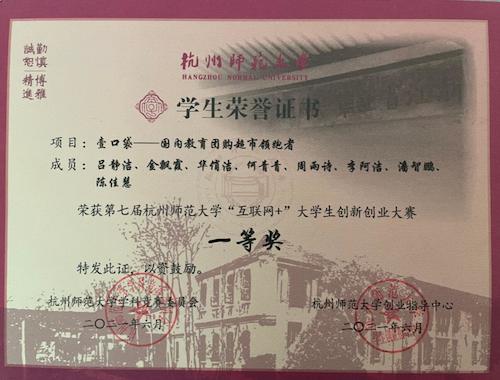 勤慎博雅
誠恕精進
杭州师范大学
HANGZHOU NORMAL UNIVERSITY
学生荣誉证书
项目：壹口袋——国内教育团购超市领跑者
成员：吕静洁、金飘霞、华俏洁、何青青、周雨诗、李阿洁、潘智鹏、
陈佳慧
荣获第七届杭州师范大学“互联网+”大学生创新创业大赛
一等奖
特发此证，以资鼓励。
杭州师范大学学科竞赛委员会
二〇二一年六月
杭州师范大学创业指导中心
二〇二一年六月